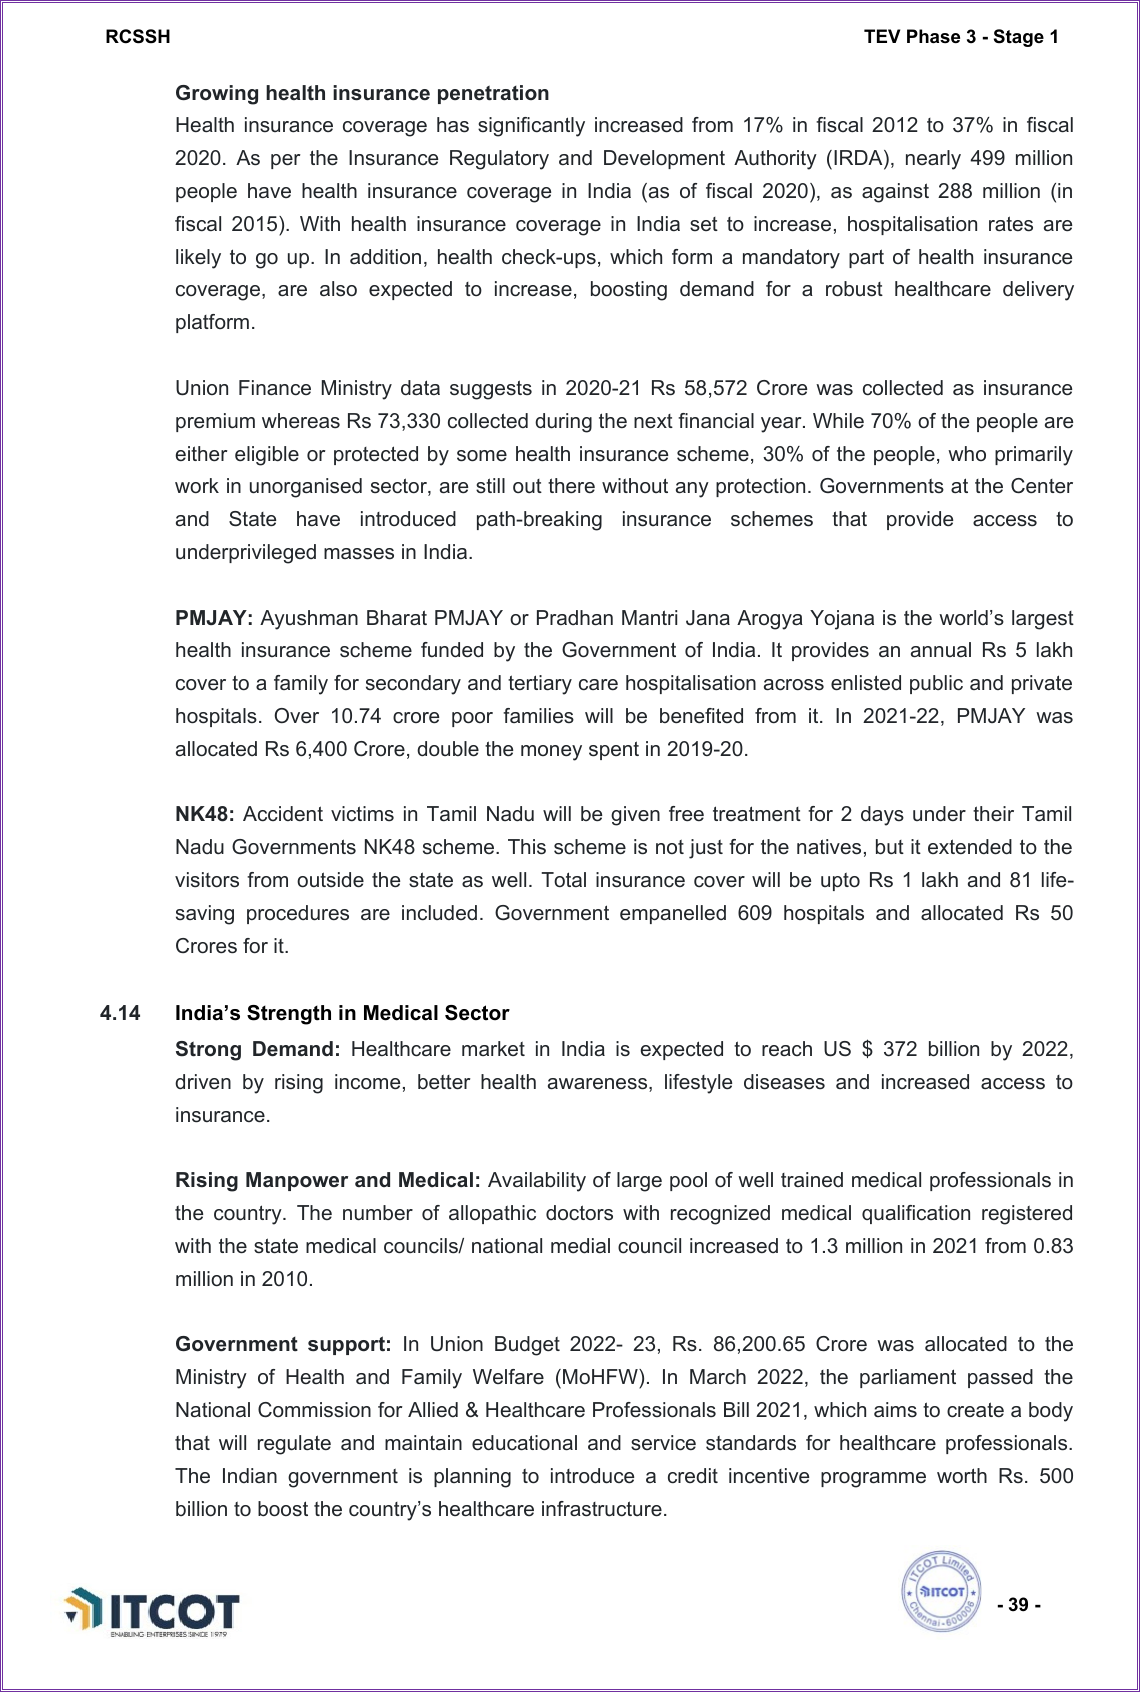 RCSSH TEV Phase 3 - Stage 1
Growing health insurance penetration
Health insurance coverage has significantly increased from 17% in fiscal 2012 to 37% in fiscal
2020. As per the Insurance Regulatory and Development Authority (IRDA), nearly 499 million
people have health insurance coverage in India (as of fiscal 2020), as against 288 million (in
fiscal 2015). With health insurance coverage in India set to increase, hospitalisation rates are
likely to go up. In addition, health check-ups, which form a mandatory part of health insurance
coverage, are also expected to increase, boosting demand for a robust healthcare delivery
platform.
Union Finance Ministry data suggests in 2020-21 Rs 58,572 Crore was collected as insurance
premium whereas Rs 73,330 collected during the next financial year. While 70% of the people are
either eligible or protected by some health insurance scheme, 30% of the people, who primarily
work in unorganised sector, are still out there without any protection. Governments at the Center
and State have introduced path-breaking insurance schemes that provide access to
underprivileged masses in India.
PMJAY: Ayushman Bharat PMJAY or Pradhan Mantri Jana Arogya Yojana is the world’s largest
health insurance scheme funded by the Government of India. It provides an annual Rs 5 lakh
cover to a family for secondary and tertiary care hospitalisation across enlisted public and private
hospitals. Over 10.74 crore poor families will be benefited from it. In 2021-22, PMJAY was
allocated Rs 6,400 Crore, double the money spent in 2019-20.
NK48: Accident victims in Tamil Nadu will be given free treatment for 2 days under their Tamil
Nadu Governments NK48 scheme. This scheme is not just for the natives, but it extended to the
visitors from outside the state as well. Total insurance cover will be upto Rs 1 lakh and 81 life-
saving procedures are included. Government empanelled 609 hospitals and allocated Rs 50
Crores for it.
4.14 India’s Strength in Medical Sector
Strong Demand: Healthcare market in India is expected to reach US $ 372 billion by 2022,
driven by rising income, better health awareness, lifestyle diseases and increased access to
insurance.
Rising Manpower and Medical: Availability of large pool of well trained medical professionals in
the country. The number of allopathic doctors with recognized medical qualification registered
with the state medical councils/ national medial council increased to 1.3 million in 2021 from 0.83
million in 2010.
Government support: In Union Budget 2022- 23, Rs. 86,200.65 Crore was allocated to the
Ministry of Health and Family Welfare (MoHFW). In March 2022, the parliament passed the
National Commission for Allied & Healthcare Professionals Bill 2021, which aims to create a body
that will regulate and maintain educational and service standards for healthcare professionals.
The Indian government is planning to introduce a credit incentive programme worth Rs. 500
billion to boost the country’s healthcare infrastructure.
ITCOT
ENABLING ENTERPRISES SINCE 1979
ITCOT Limited
ITCOT
Chennai-600006
- 39 -